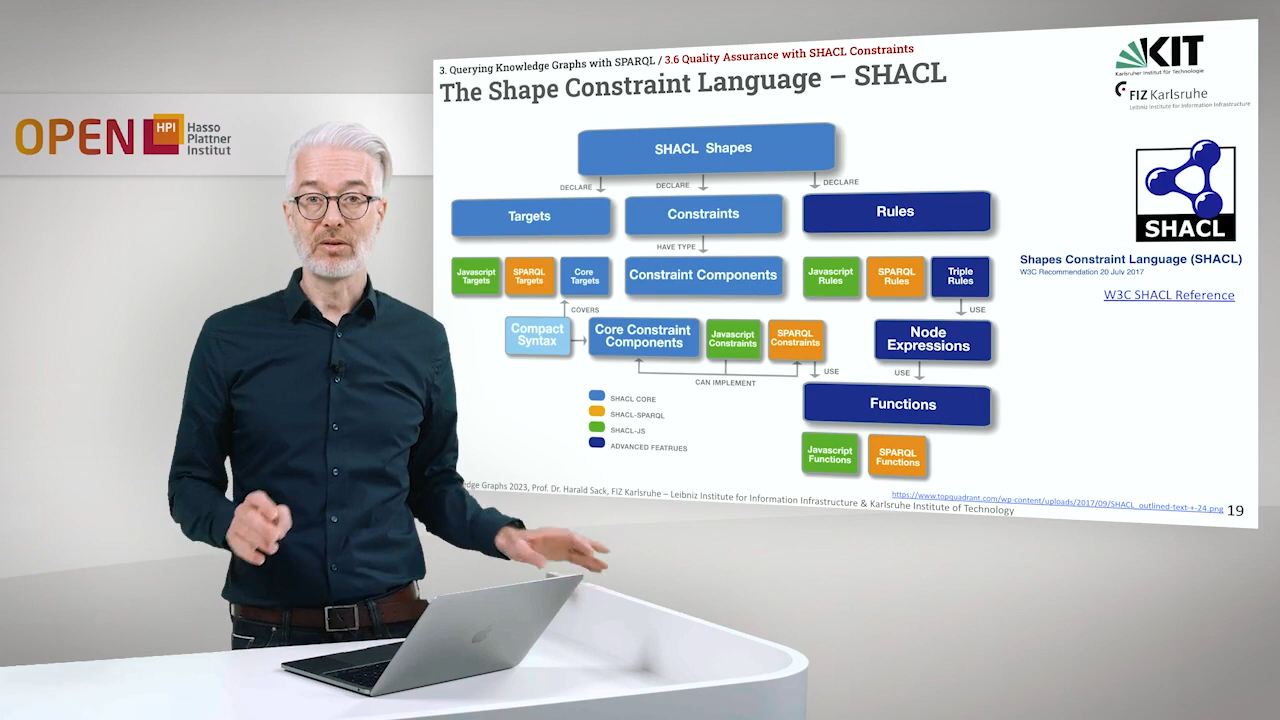 OPEN HPI Hasso
Plattner
Institut
3. Querying Knowledge Graphs with SPARQL / 3.6 Quality Assurance with SHACL Constraints
The Shape Constraint Language – SHACL
KIT
Karlsruher Institut für Technologie
FIZ Karlsruhe
Leibniz Institute for Information Infrastructure
SHACL
Shapes Constraint Language (SHACL)
W3C Recommendation 20 July 2017
W3C SHACL Reference
SHACL Shapes
DECLARE
DECLARE
DECLARE
Targets
Constraints
Rules
HAVE TYPE
Javascript
Targets
SPARQL
Targets
Core
Targets
Constraint Components
Javascript
Rules
SPARQL
Rules
Triple
Rules
COVERS
USE
Compact
Syntax
Core Constraint
Components
Javascript
Constraints
SPARQL
Constraints
Node
Expressions
CAN IMPLEMENT
USE
USE
Functions
SHACL CORE
SHACL-SPARQL
SHACL-JS
ADVANCED FEATRUES
Javascript
Functions
SPARQL
Functions
Graphs 2023, Prof. Dr. Harald Sack, FIZ Karlsruhe – Leibniz Institute for Information Infrastructure & Karlsruhe Institute of Technology
https://www.topquadrant.com/wp-content/uploads/2017/09/SHACL_outlined-text-+-24.png
19